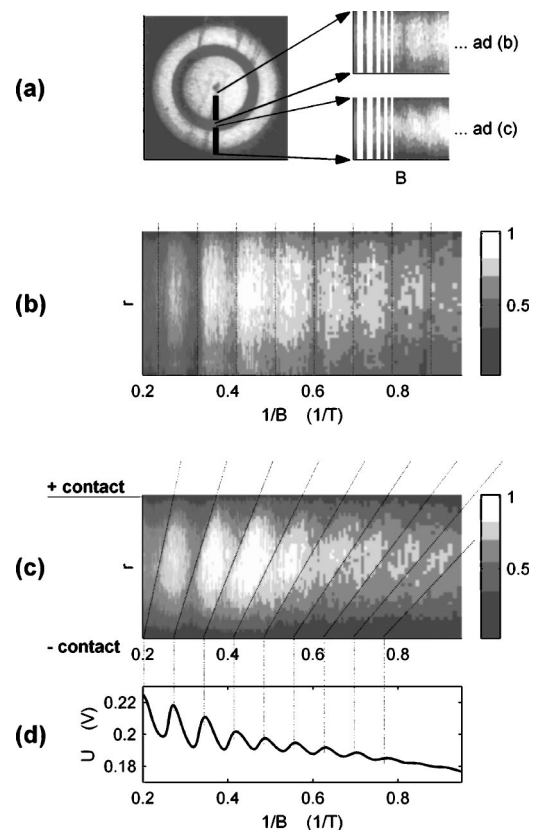 (a)
... ad (b)
... ad (c)
B
(b)
r
1
0.5
0.2 0.4 0.6 0.8
1/B (1/T)
+ contact
(c)
r
1
0.5
- contact
0.2 0.4 0.6 0.8
(d)
U (V)
0.22
0.2
0.18
0.2 0.4 0.6 0.8
1/B (1/T)